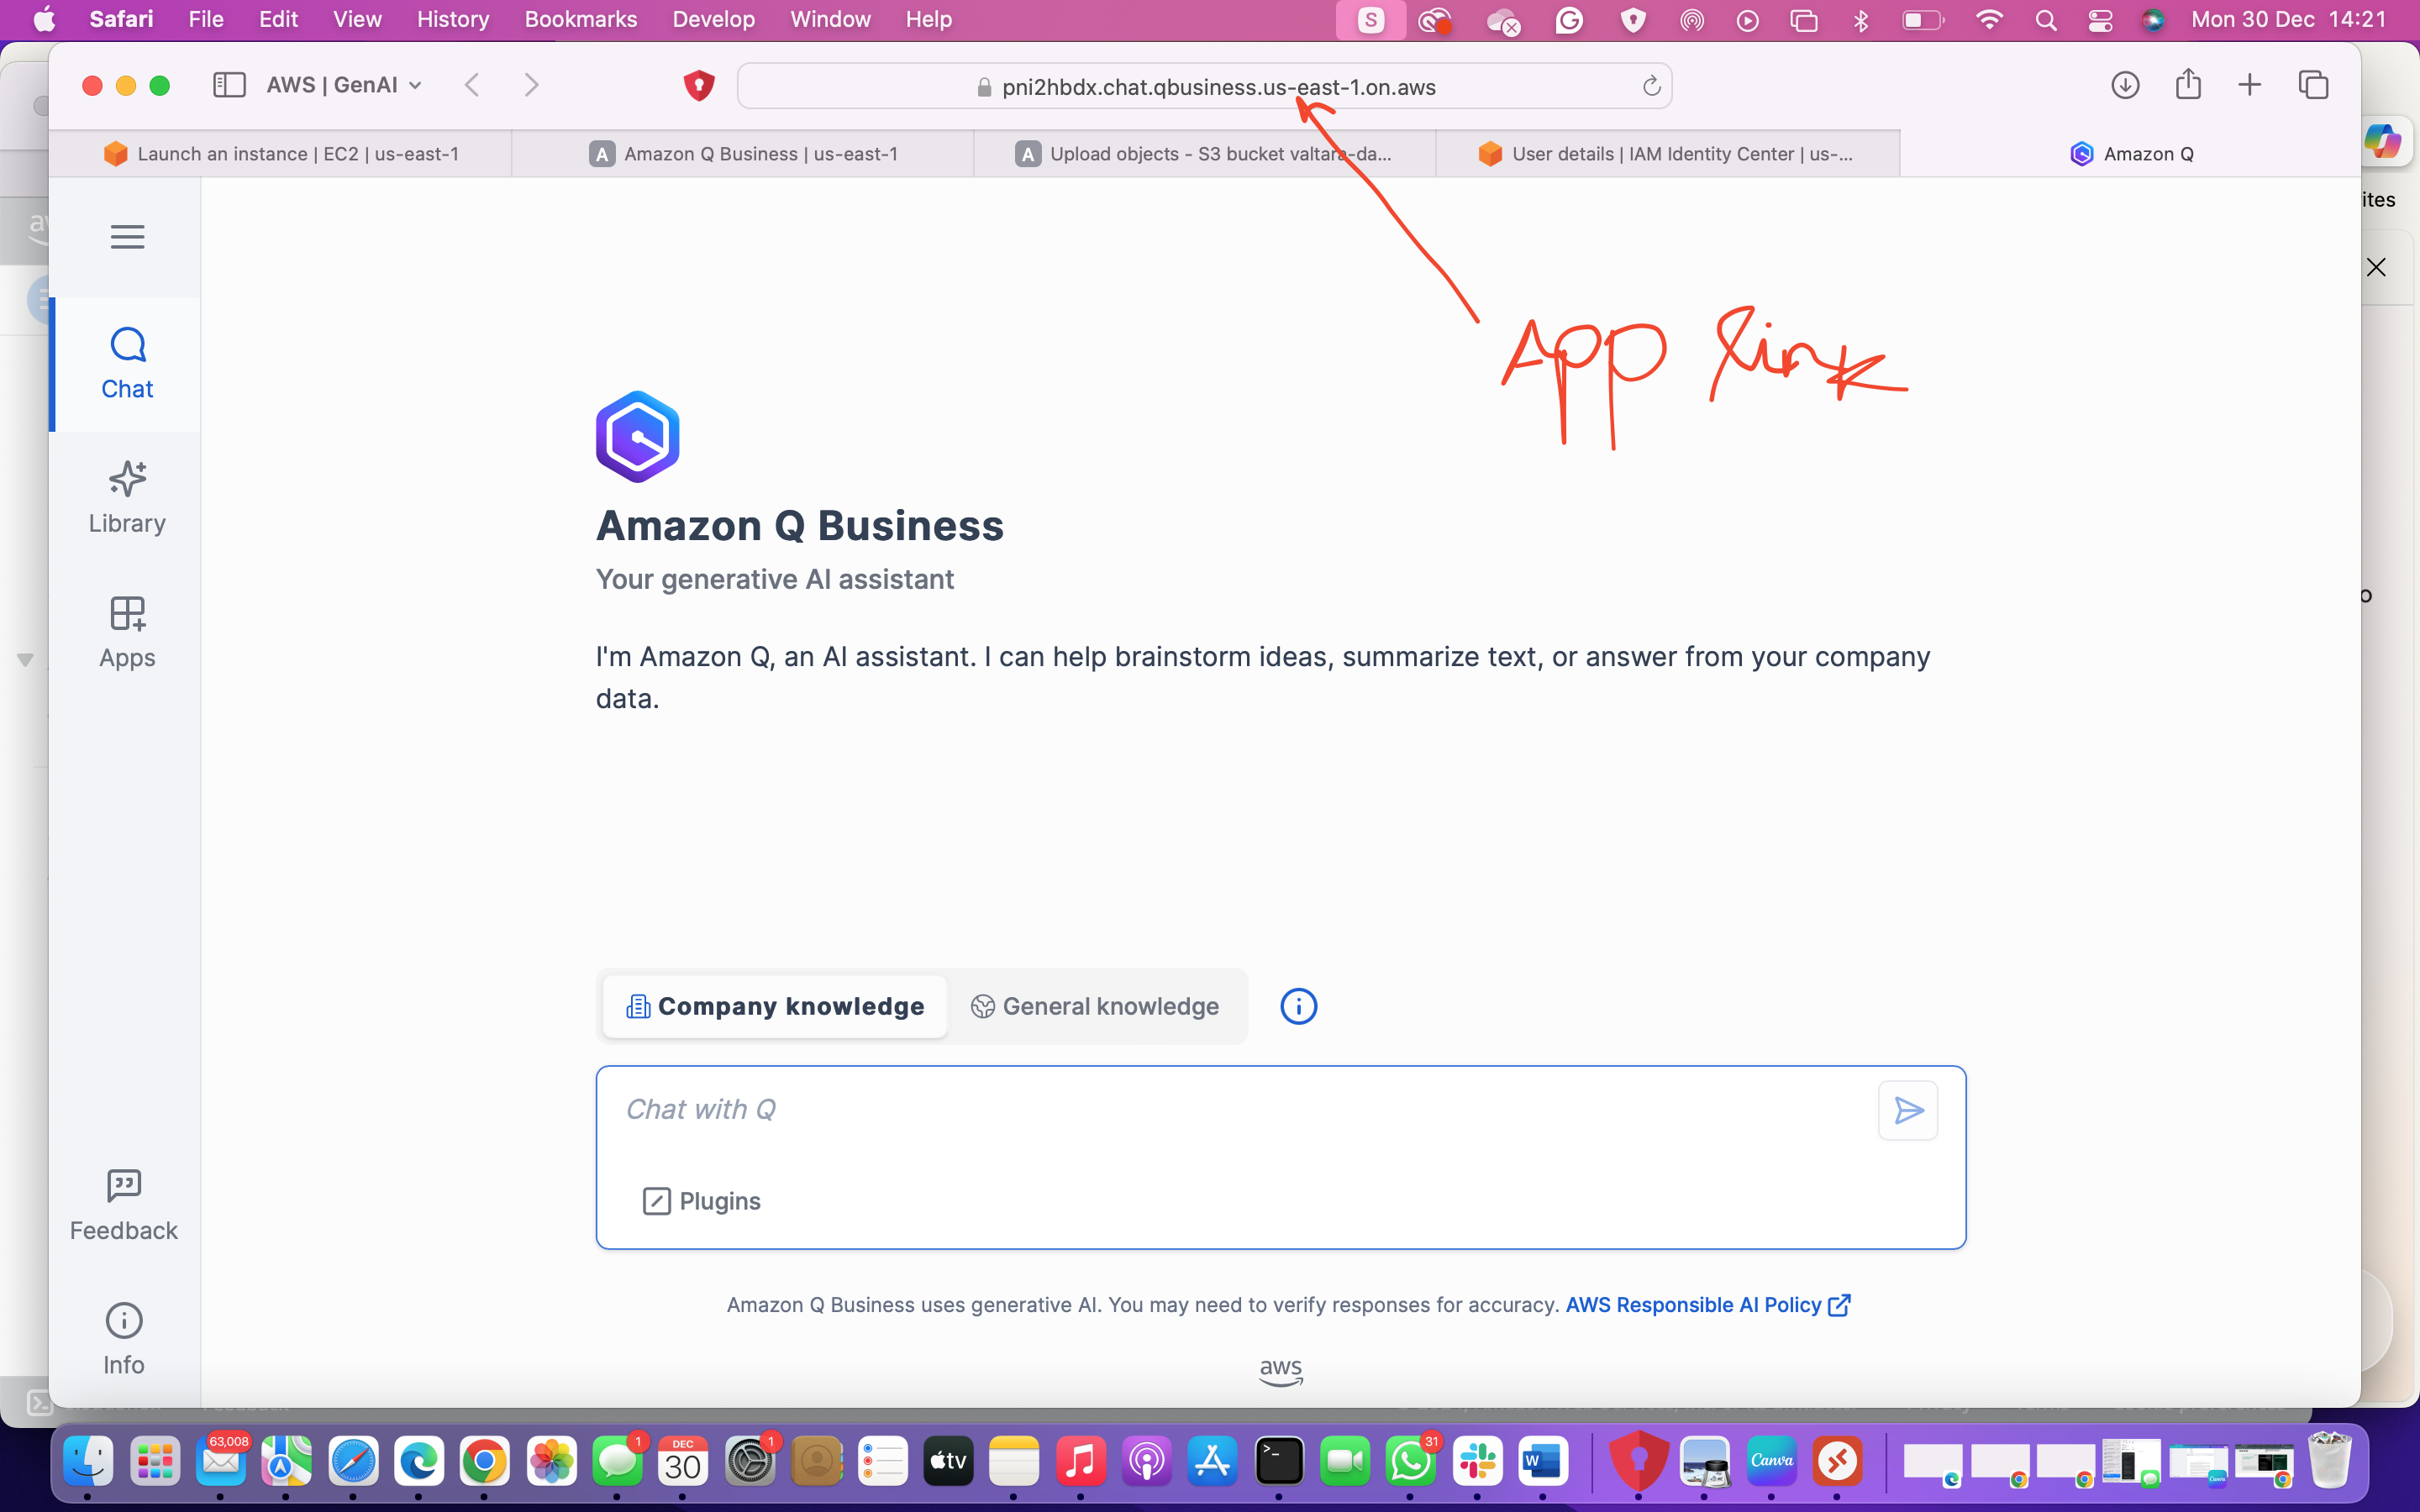 Safari File Edit View History Bookmarks Develop Window Help S Mon 30 Dec 14:21
AWS | GenAI pni2hbdx.chat.qbusiness.us-east-1.on.aws
Launch an instance | EC2 | us-east-1 A Amazon Q Business | us-east-1 A Upload objects - S3 bucket valtara-da... User details | IAM Identity Center | us-... Amazon Q
ites
App link
Chat
Library
Apps
Amazon Q Business
Your generative AI assistant
I'm Amazon Q, an AI assistant. I can help brainstorm ideas, summarize text, or answer from your company
data.
Company knowledge General knowledge
Chat with Q
Plugins
Feedback
Amazon Q Business uses generative AI. You may need to verify responses for accuracy. AWS Responsible AI Policy
Info
aws
63,008 1 DEC 30 1 tv 31 W Canva